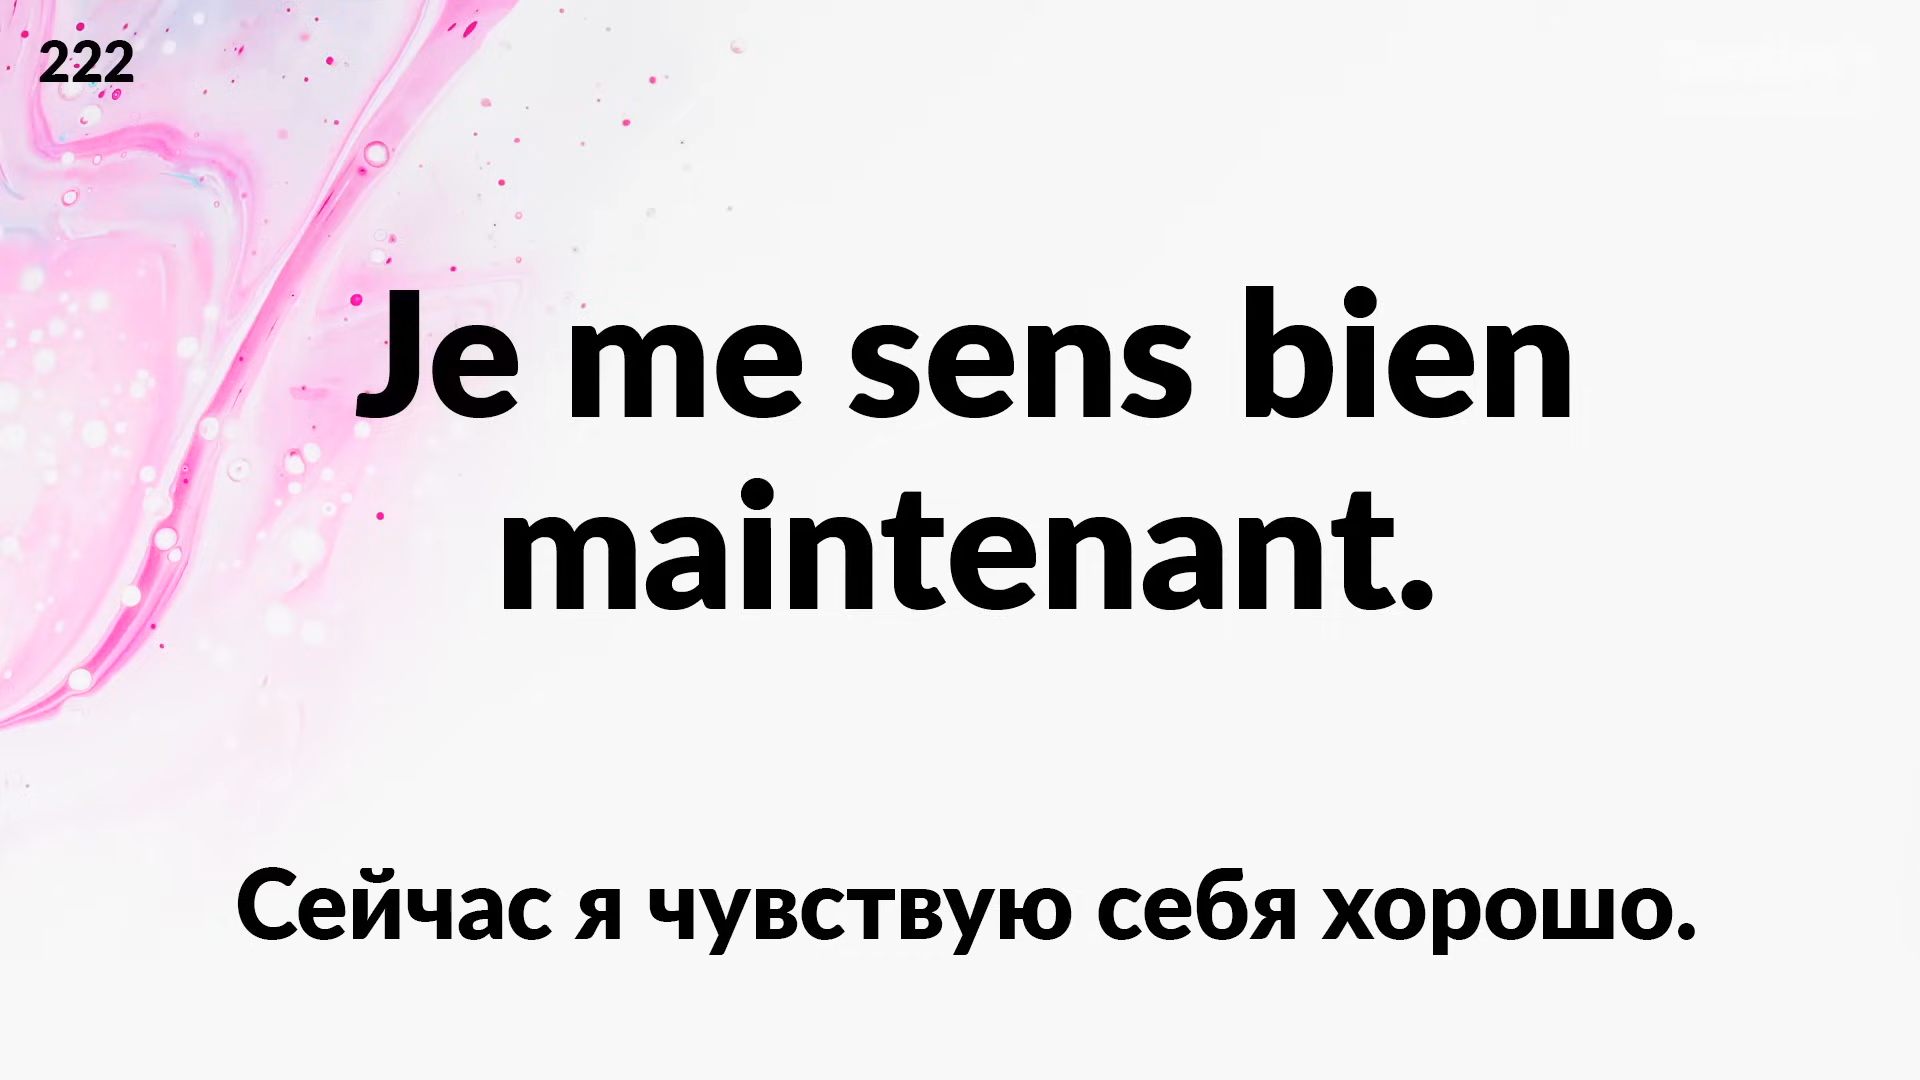 222
Je me sens bien
maintenant.
Сейчас я чувствую себя хорошо.